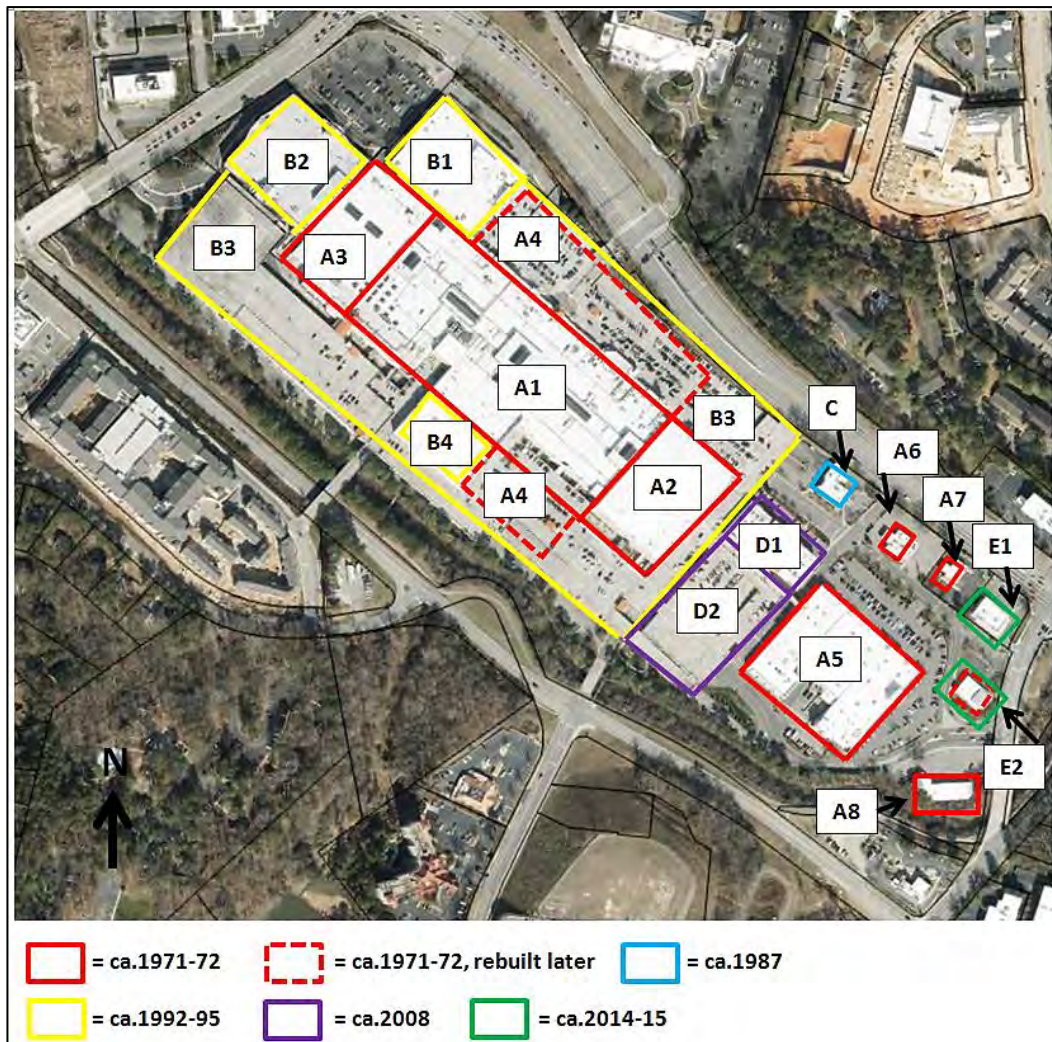 B2
B1
B3
A3
A4
A1
B3
C
A6
B4
A7
A4
A2
E1
D1
D2
A5
N
E2
A8
= ca.1971-72
= ca.1971-72, rebuilt later
= ca.1987
= ca.1992-95
= ca.2008
= ca.2014-15